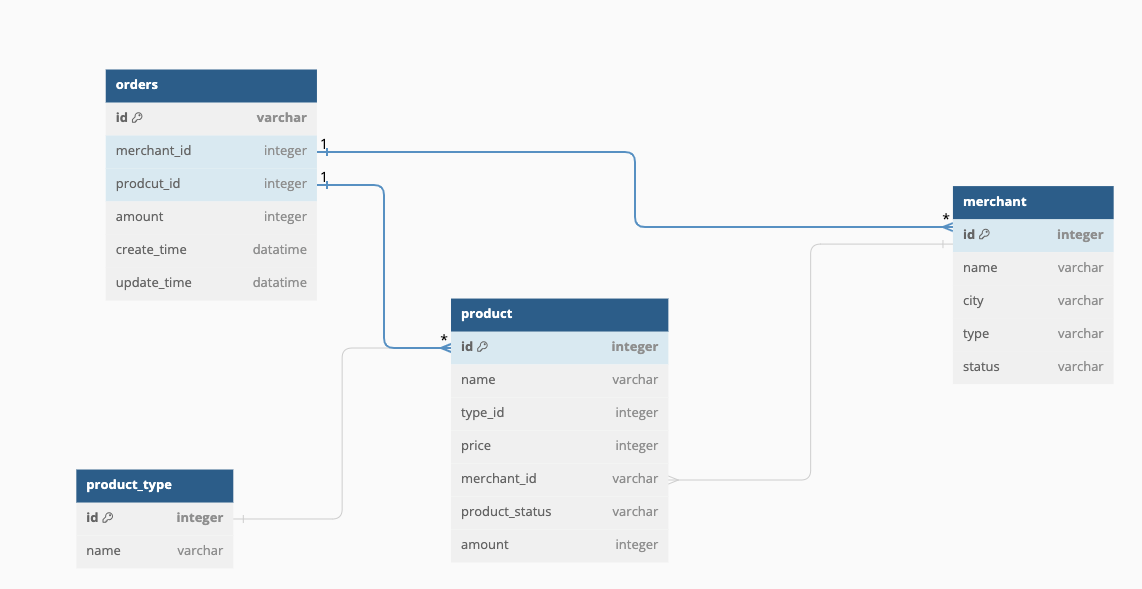 orders
id varchar
merchant_id integer
prodcut_id integer
amount integer
create_time datatime
update_time datatime
1
1
merchant
*
id integer
name varchar
city varchar
type varchar
status varchar
product
*
id integer
name varchar
type_id integer
price integer
merchant_id varchar
product_status varchar
amount integer
product_type
id integer
name varchar